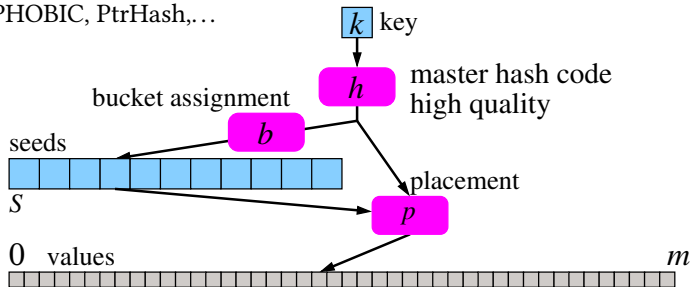 PHOBIC, PtrHash,…
k key
h
master hash code
high quality
bucket assignment
b
seeds
placement
s
p
0 values m